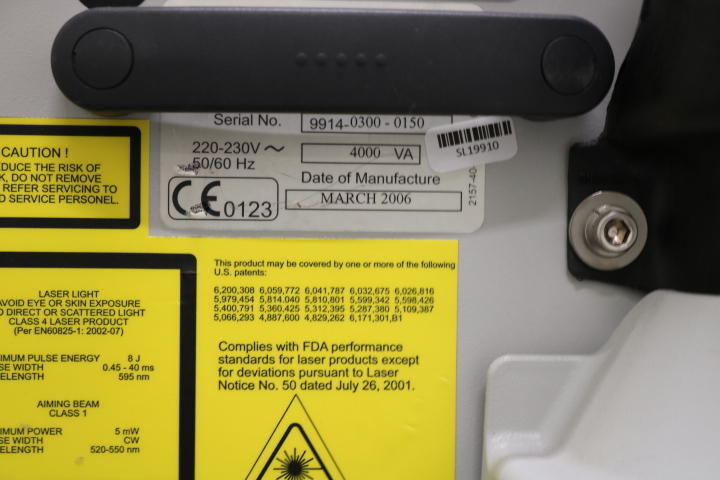 Serial No. 9914-0300-0150
220-230V ~ 4000 VA
50/60 Hz
SL19910
Date of Manufacture
MARCH 2006
CE 0123
2157-40
CAUTION !
DUCE THE RISK OF
K, DO NOT REMOVE
REFER SERVICING TO
D SERVICE PERSONEL.
LASER LIGHT
AVOID EYE OR SKIN EXPOSURE
DIRECT OR SCATTERED LIGHT
CLASS 4 LASER PRODUCT
(Per EN60825-1: 2002-07)
IMUM PULSE ENERGY 8 J
SE WIDTH 0.45 - 40 ms
ELENGTH 595 nm
AIMING BEAM
CLASS 1
IMUM POWER 5 mW
SE WIDTH CW
ELENGTH 520-550 nm
This product may be covered by one or more of the following
U.S. patents:
6,200,308 6,059,772 6,041,787 6,032,675 6,026,816
5,979,454 5,814,040 5,810,801 5,599,342 5,598,426
5,400,791 5,360,425 5,312,395 5,287,380 5,109,387
5,066,293 4,887,600 4,829,262 6,171,301,B1
Complies with FDA performance
standards for laser products except
for deviations pursuant to Laser
Notice No. 50 dated July 26, 2001.